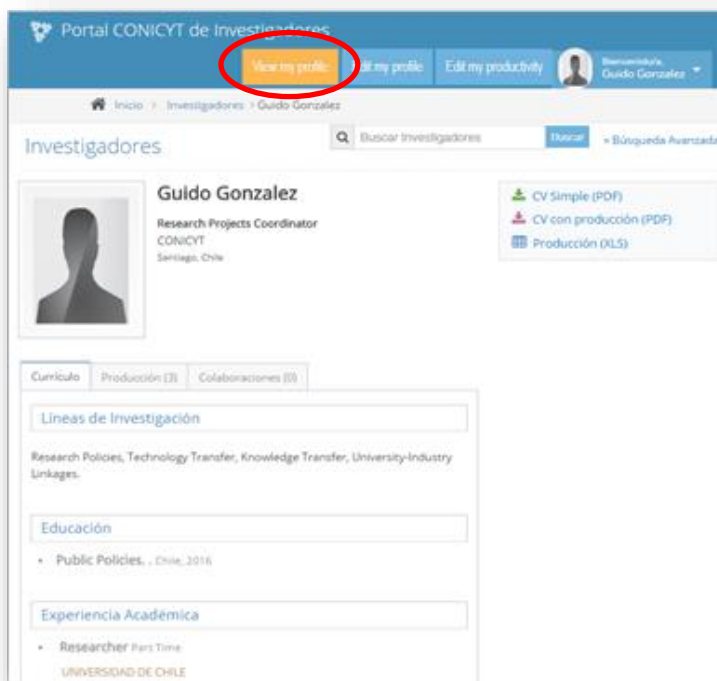 Portal CONICYT de Investigadores
View my profile
Edit my profile
Edit my productivity
Bienvenido/a,
Guido Gonzalez
Inicio > Investigadores > Guido Gonzalez
Investigadores
Buscar Investigadores
Buscar
» Búsqueda Avanzada
Guido Gonzalez
Research Projects Coordinator
CONICYT
Santiago, Chile
CV Simple (PDF)
CV con producción (PDF)
Producción (XLS)
Currículo
Producción (3)
Colaboraciones (0)
Líneas de Investigación
Research Policies, Technology Transfer, Knowledge Transfer, University-Industry
Linkages.
Educación
• Public Policies. , Chile, 2016
Experiencia Académica
• Researcher Part Time
UNIVERSIDAD DE CHILE